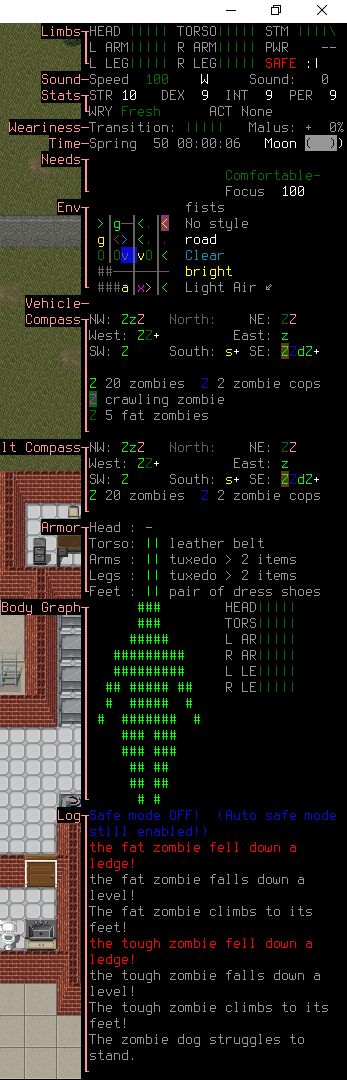 Limbs HEAD ||||| TORSO||||| STM ||||\
L ARM||||| R ARM||||| PWR --
L LEG||||| R LEG||||| SAFE :|
Sound Speed 100 W Sound: 0
Stats STR 10 DEX 9 INT 9 PER 9
WRY Fresh ACT None
Weariness Transition: ||||| Malus: + 0%
Time Spring 50 08:00:06 Moon ( )
Needs
Comfortable-
Focus 100
Env fists
>|g—|<.|< No style
g|<>|<.|. road
O|Ov|vO|< Clear
##——————— bright
###a|x>|< Light Air
Vehicle
Compass NW: ZzZ North: NE: ZZ
West: ZZ+ East: z
SW: Z South: s+ SE: ZZdZ+
Z 20 zombies Z 2 zombie cops
Z crawling zombie
Z 5 fat zombies
lt Compass NW: ZzZ North: NE: ZZ
West: ZZ+ East: z
SW: Z South: s+ SE: ZZdZ+
Z 20 zombies Z 2 zombie cops
Armor Head : -
Torso: || leather belt
Arms : || tuxedo > 2 items
Legs : || tuxedo > 2 items
Feet : || pair of dress shoes
Body Graph ### HEAD|||||
### TORS|||||
##### L AR|||||
######### R AR|||||
######### L LE|||||
## ##### ## R LE|||||
# ##### #
# ####### #
### ###
### ###
## ##
## ##
# #
Log Safe mode OFF! (Auto safe mode
still enabled!)
the fat zombie fell down a
ledge!
the fat zombie falls down a
level!
The fat zombie climbs to its
feet!
the tough zombie fell down a
ledge!
the tough zombie falls down a
level!
The tough zombie climbs to its
feet!
The zombie dog struggles to
stand.